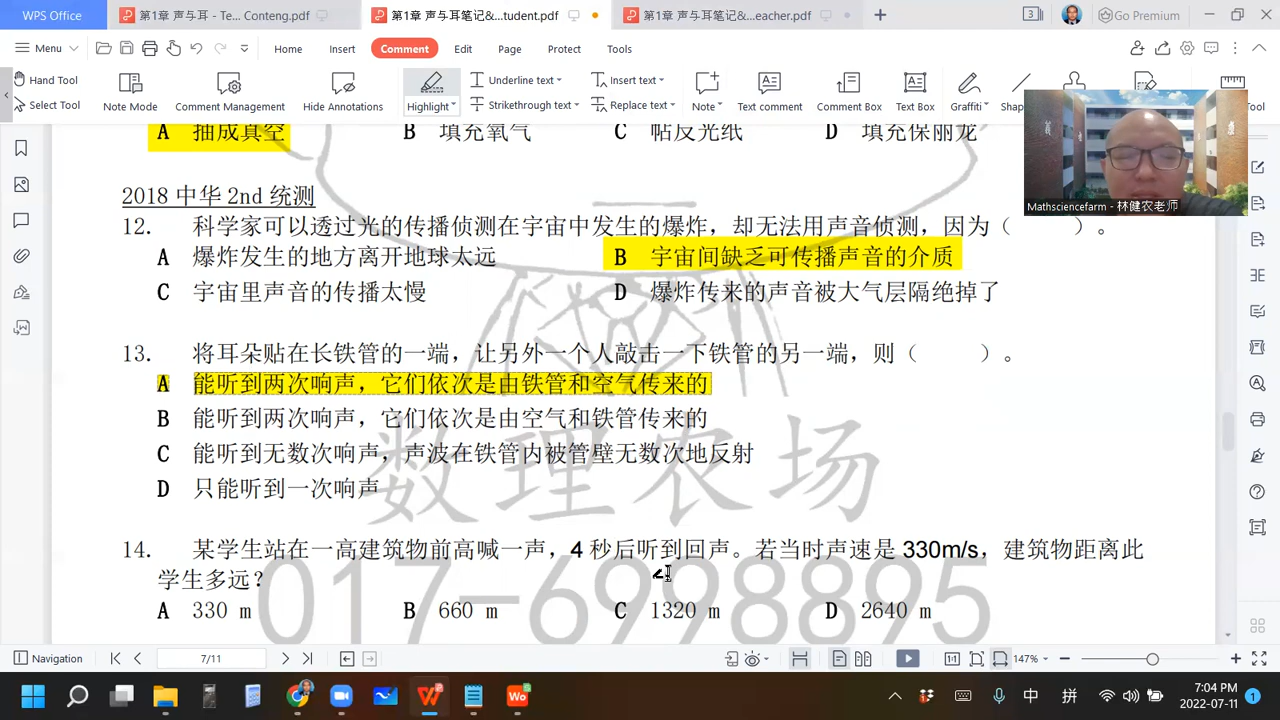 WPS Office
第1章 声与耳 - Te... Conteng.pdf
第1章 声与耳笔记&...tudent.pdf
第1章 声与耳笔记&...eacher.pdf
3
Go Premium
Menu
Home
Insert
Comment
Edit
Page
Protect
Tools
Hand Tool
Select Tool
Note Mode
Comment Management
Hide Annotations
Highlight
Underline text
Strikethrough text
Insert text
Replace text
Note
Text comment
Comment Box
Text Box
Graffiti
Tool
Mathsciencefarm - 林健农老师
A 抽成真空 B 填充氧气 C 帖反光纸 D 填充保丽龙
2018 中华 2nd 统测
12. 科学家可以透过光的传播侦测在宇宙中发生的爆炸，却无法用声音侦测，因为（ ）。
A 爆炸发生的地方离开地球太远 B 宇宙间缺乏可传播声音的介质
C 宇宙里声音的传播太慢 D 爆炸传来的声音被大气层隔绝掉了
13. 将耳朵贴在长铁管的一端，让另外一个人敲击一下铁管的另一端，则（ ）。
A 能听到两次响声，它们依次是由铁管和空气传来的
B 能听到两次响声，它们依次是由空气和铁管传来的
C 能听到无数次响声，声波在铁管内被管壁无数次地反射
D 只能听到一次响声
数理农场
14. 某学生站在一高建筑物前高喊一声，4 秒后听到回声。若当时声速是 330m/s，建筑物距离此
学生多远？
017-6998895
A 330 m B 660 m C 1320 m D 2640 m
Navigation
7/11
147%
中
拼
7:04 PM
2022-07-11
1